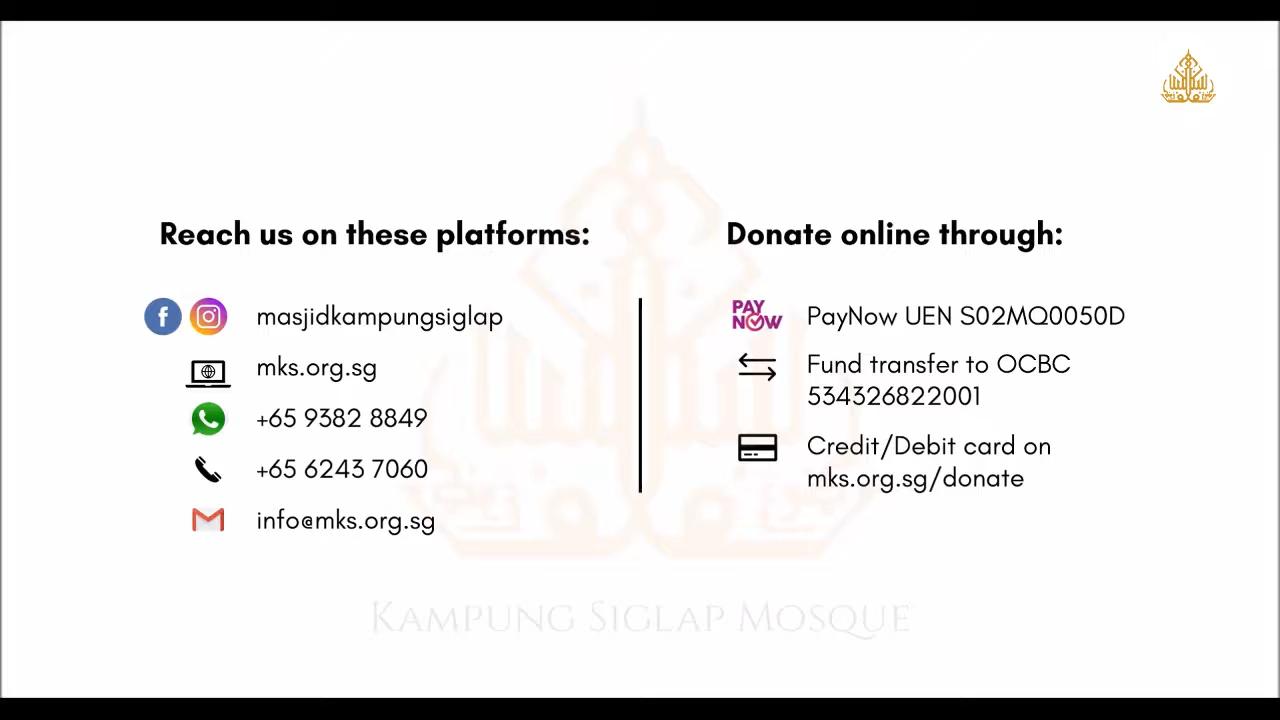 Reach us on these platforms:
masjidkampungsiglap
mks.org.sg
+65 9382 8849
+65 6243 7060
info@mks.org.sg
Donate online through:
PAY NOW
PayNow UEN S02MQ0050D
Fund transfer to OCBC
534326822001
Credit/Debit card on
mks.org.sg/donate
Kampung Siglap Mosque